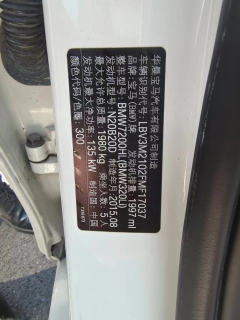 华晨宝马汽车有限公司制造
车辆识别代号: LBV3M2102FMF17037
品牌: 宝马 (BMW) 牌
整车型号: BMW7200HL (BMW320Li)
发动机型号: N20B20D 发动机排量: 1997 ml
最大允许总质量: 1980 kg 乘坐人数: 5 人
发动机最大净功率: 135 kW 制造年月: 2015.08
颜色代码/色圈: 300 制造国: 中国